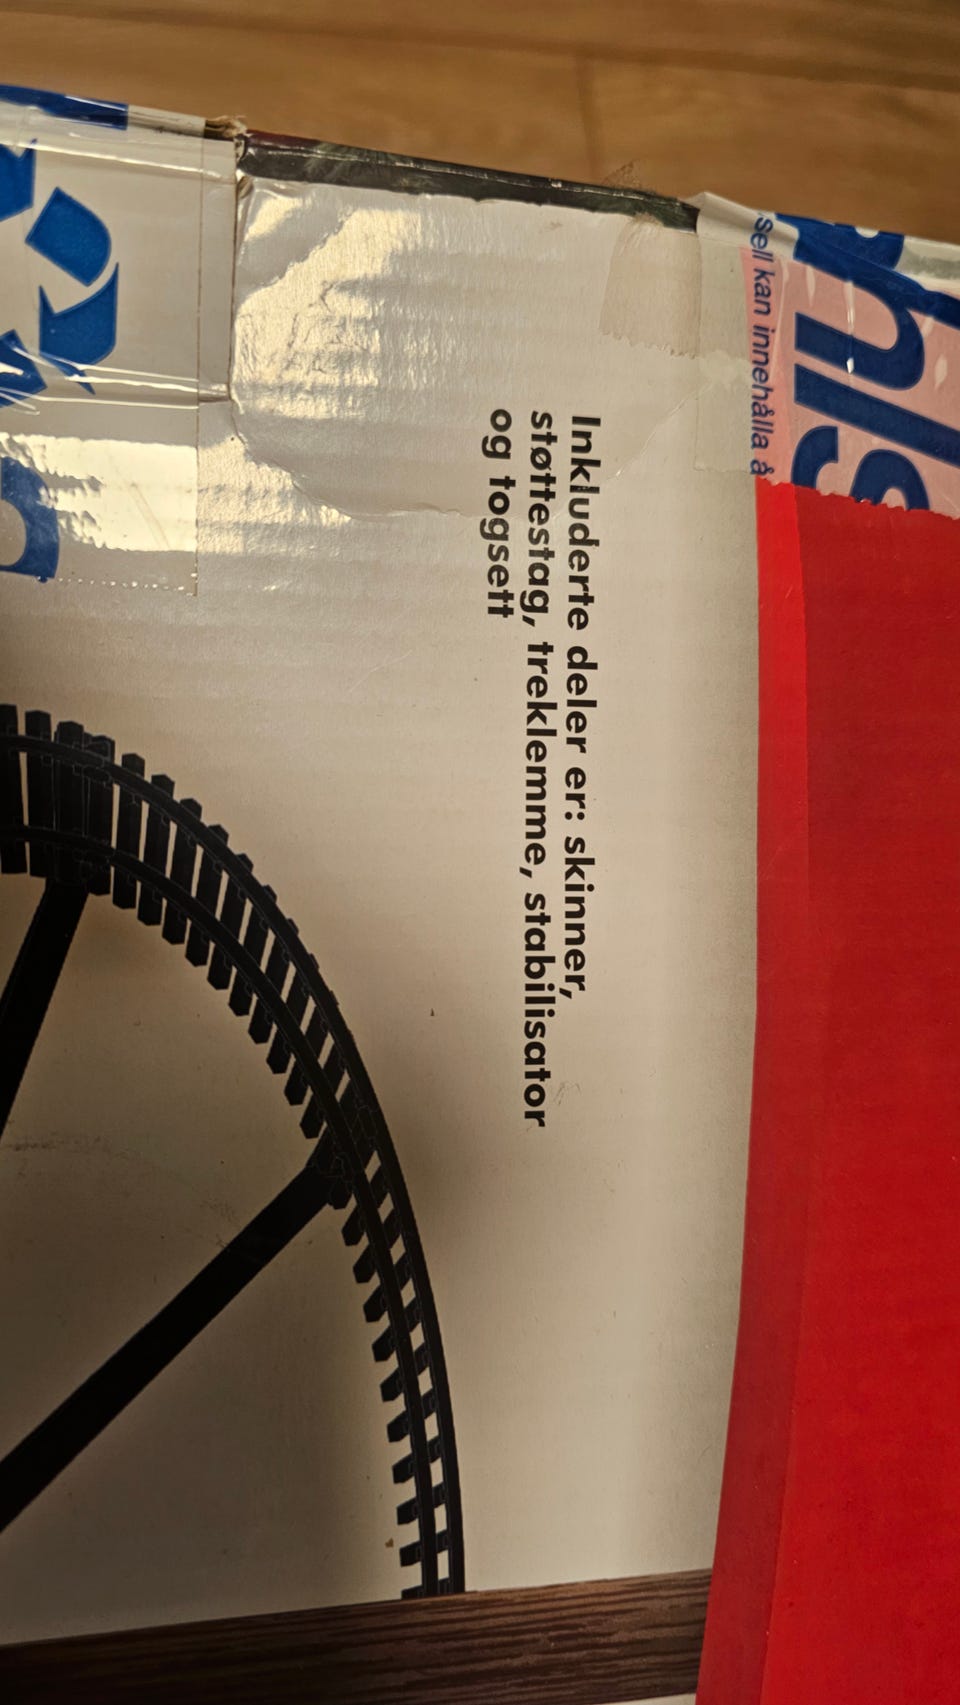 Inkluderte deler er: skinner,
støttestag, treklemme, stabilisator
og togsett
Sell kan innehålla